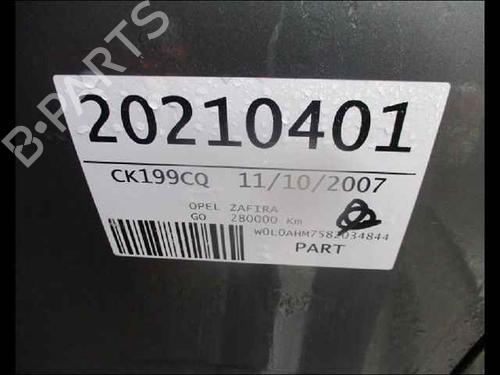 B-PARTS
20210401
CK199CQ 11/10/2007
OPEL ZAFIRA
GO 280000 Km
W0L0AHM7582034844
PART